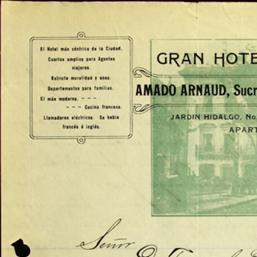 El Hotel más céntrico de la Ciudad.
Cuartos amplios para Agentes
viajeros.
Estricta moralidad y aseo.
Departamentos para familias.
El más moderno. - - -
- - - Cocina francesa.
Llamadores eléctricos. Se habla
francés é inglés.
GRAN HOTE
AMADO ARNAUD, Sucr
JARDIN HIDALGO, No
APART
Señor